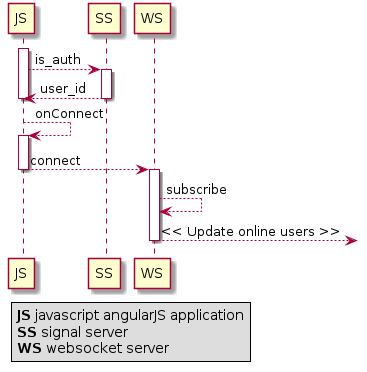 JS SS WS
is_auth
user_id
onConnect
connect
subscribe
<< Update online users >>
JS SS WS
JS javascript angularJS application
SS signal server
WS websocket server